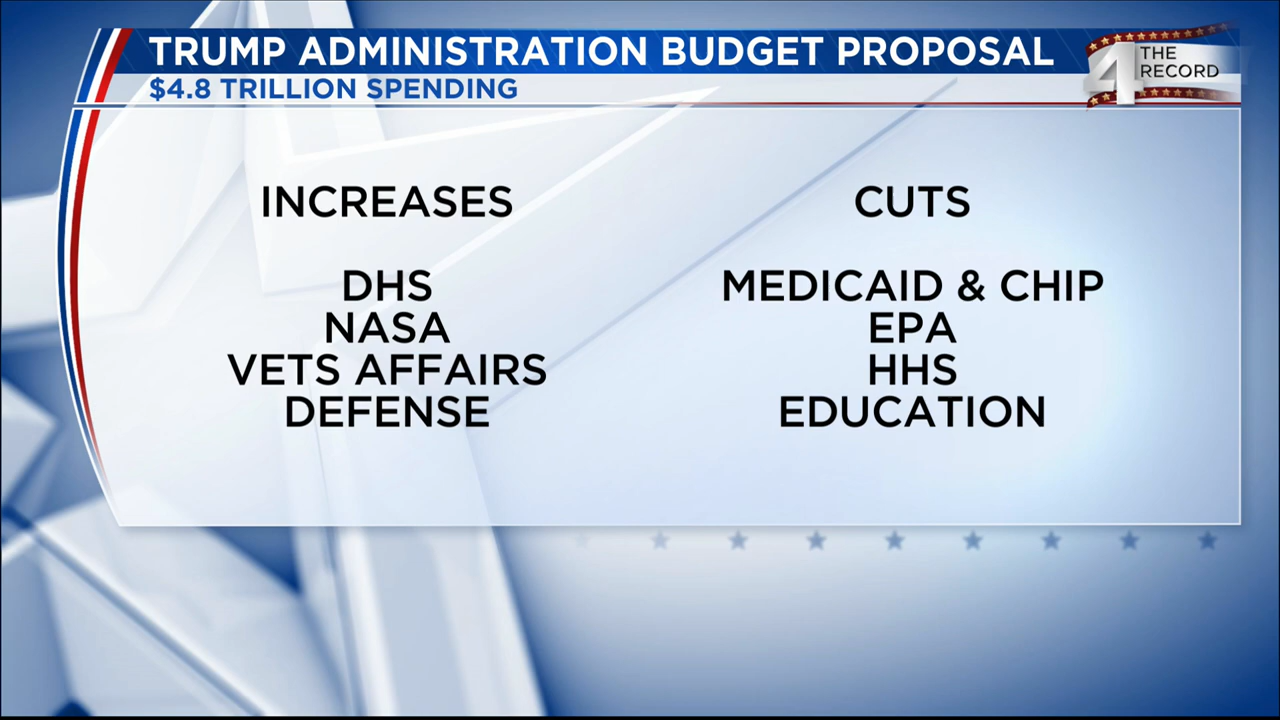 TRUMP ADMINISTRATION BUDGET PROPOSAL
$4.8 TRILLION SPENDING
4 THE
RECORD
INCREASES
DHS
NASA
VETS AFFAIRS
DEFENSE
CUTS
MEDICAID & CHIP
EPA
HHS
EDUCATION